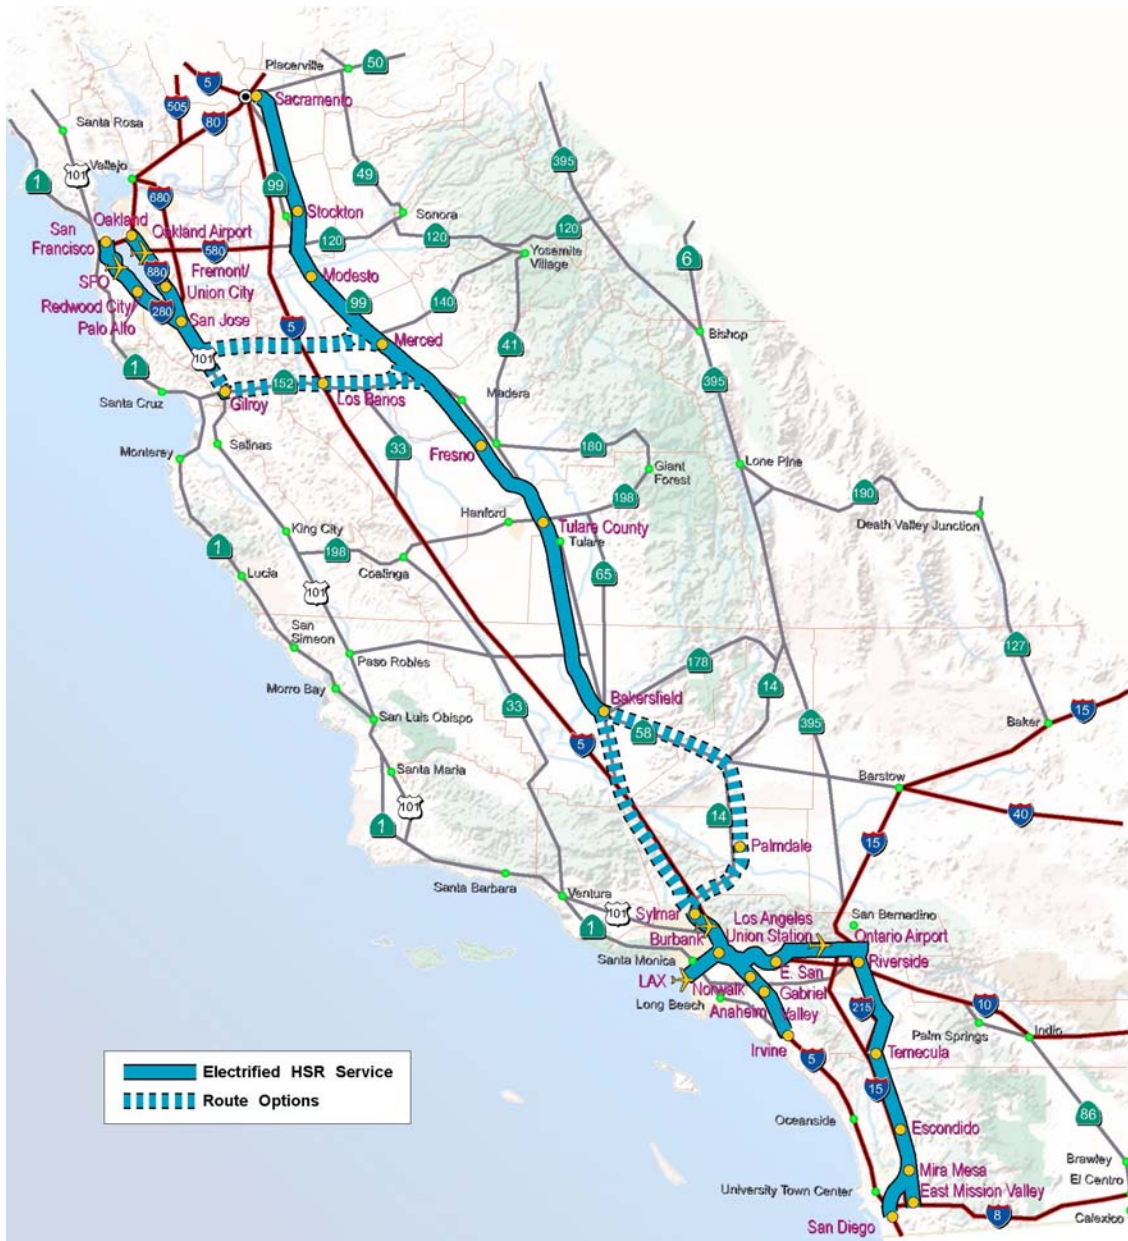 Placerville
50
5
Sacramento
505
80
Santa Rosa
101
1
Vallejo
680
99
49
395
Stockton
Sonora
120
120
120
San
Francisco
Oakland
Oakland Airport
580
Yosemite
Village
6
SFO
880
Fremont/
Union City
Modesto
Redwood City/
Palo Alto
280
San Jose
99
140
5
Merced
41
Bishop
101
1
152
Los Banos
395
Santa Cruz
Gilroy
Madera
Salinas
Monterey
33
Fresno
180
Giant
Forest
Lone Pine
198
190
Hanford
Tulare County
Tulare
Death Valley Junction
King City
198
1
Lucia
Coalinga
65
101
San
Simeon
Paso Robles
178
127
14
Morro Bay
Bakersfield
33
San Luis Obispo
58
395
15
Baker
5
Santa Maria
101
Barstow
1
14
40
15
Palmdale
Santa Barbara
Ventura
101
1
Sylmar
Los Angeles
Union Station
San Bernadino
Ontario Airport
Burbank
Santa Monica
Riverside
LAX
Norwalk
E. San
Gabriel
Valley
Long Beach
Anaheim
215
10
Palm Springs
Indio
Irvine
5
Temecula
15
Electrified HSR Service
Route Options
Oceanside
86
Escondido
Brawley
Mira Mesa
El Centro
University Town Center
East Mission Valley
San Diego
8
Calexico